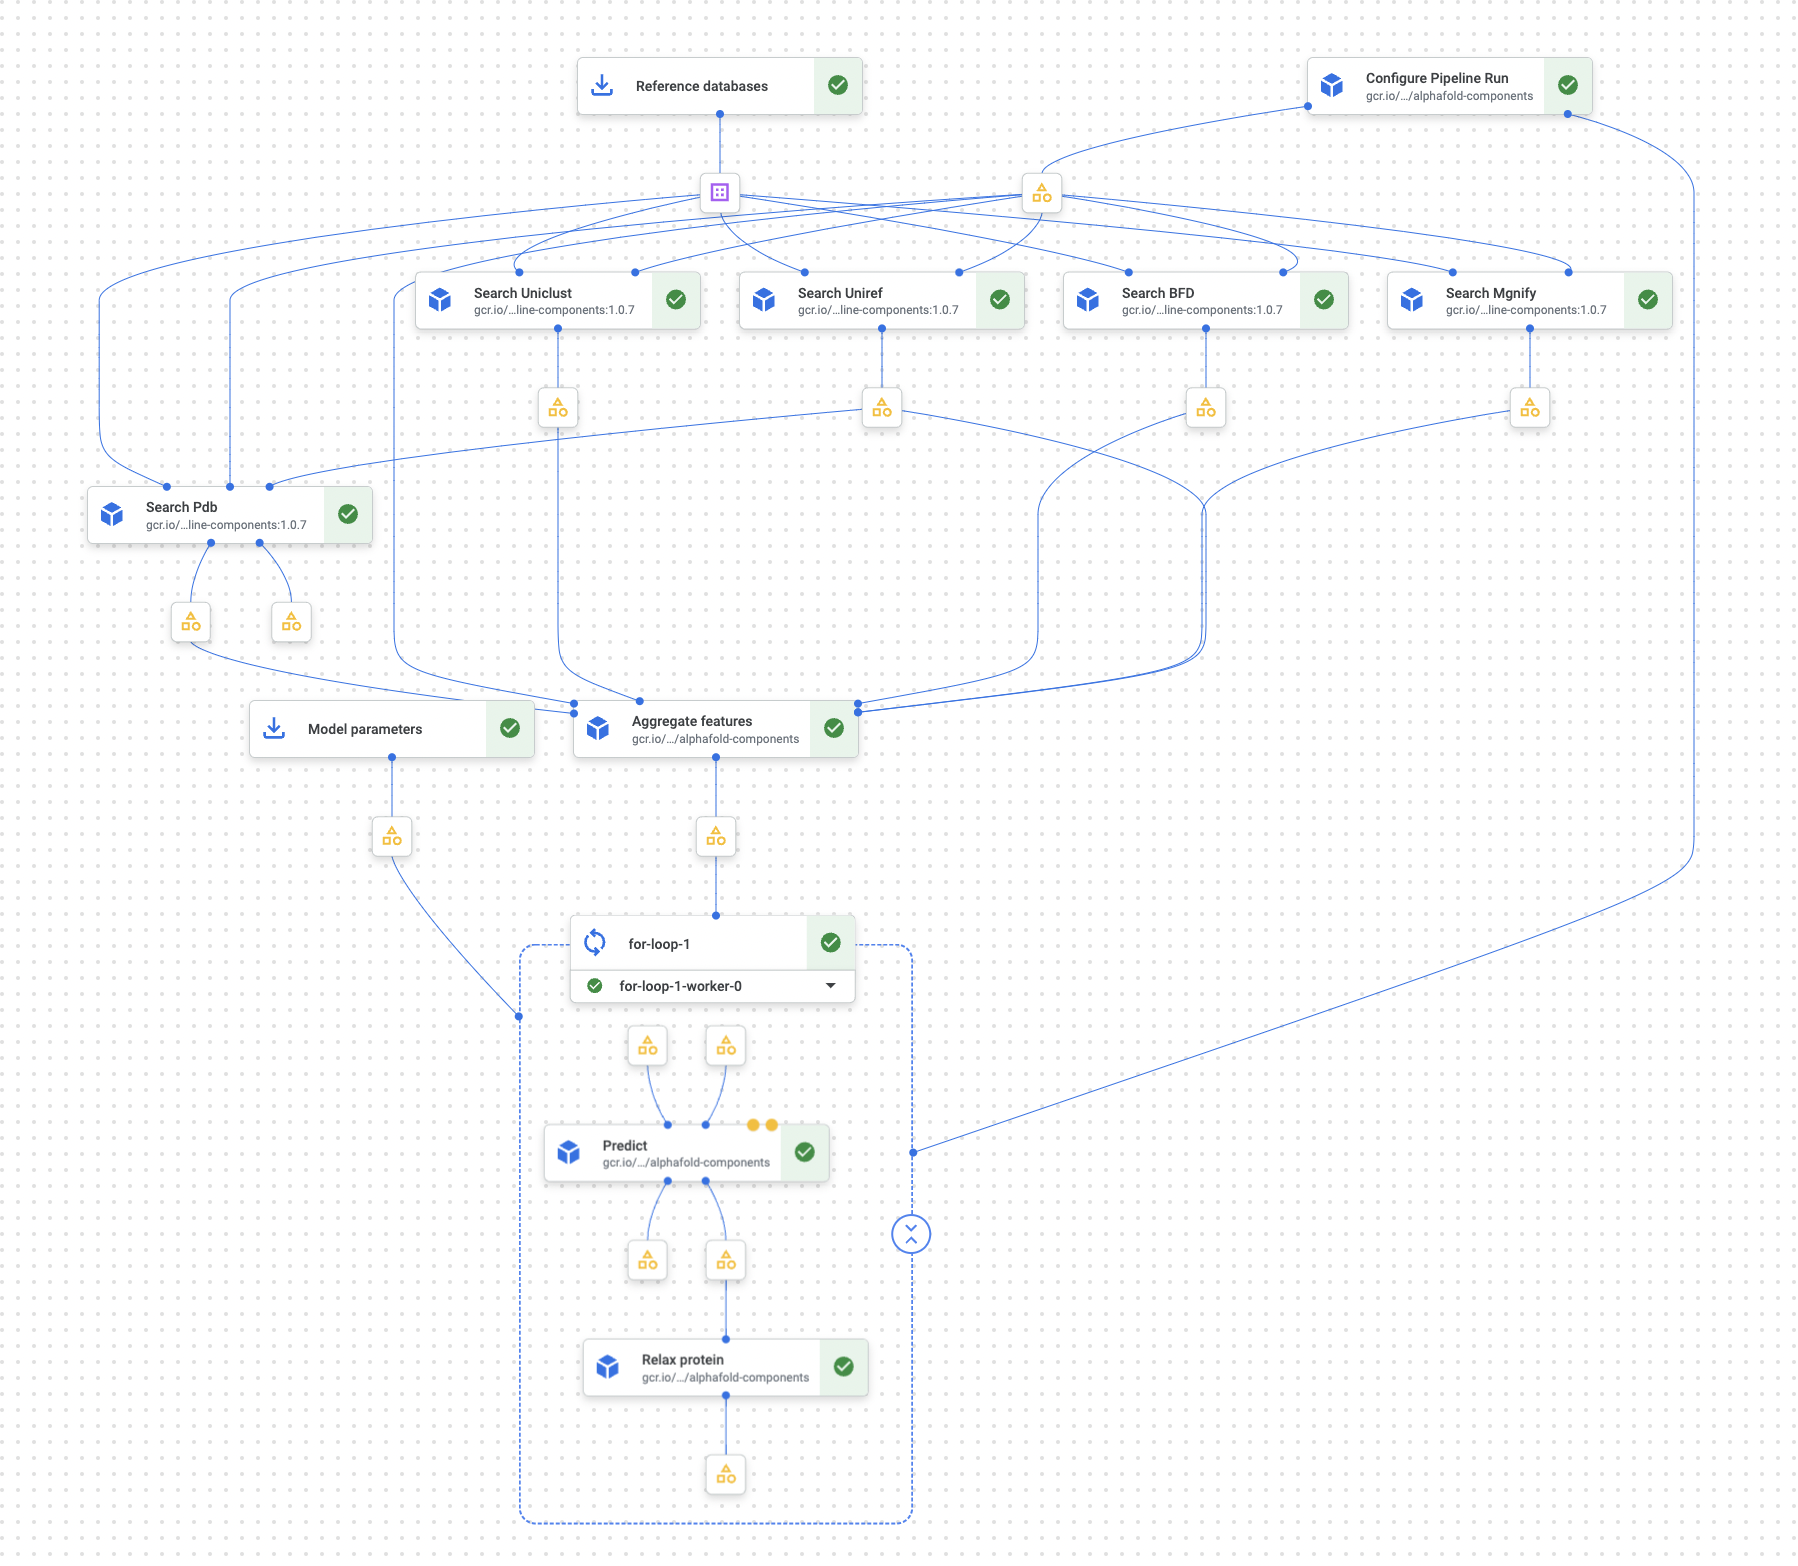 Reference databases
Configure Pipeline Run
gcr.io/.../alphafold-components
Search Uniclust
gcr.io/...line-components:1.0.7
Search Uniref
gcr.io/...line-components:1.0.7
Search BFD
gcr.io/...line-components:1.0.7
Search Mgnify
gcr.io/...line-components:1.0.7
Search Pdb
gcr.io/...line-components:1.0.7
Model parameters
Aggregate features
gcr.io/.../alphafold-components
for-loop-1
for-loop-1-worker-0
Predict
gcr.io/.../alphafold-components
Relax protein
gcr.io/.../alphafold-components